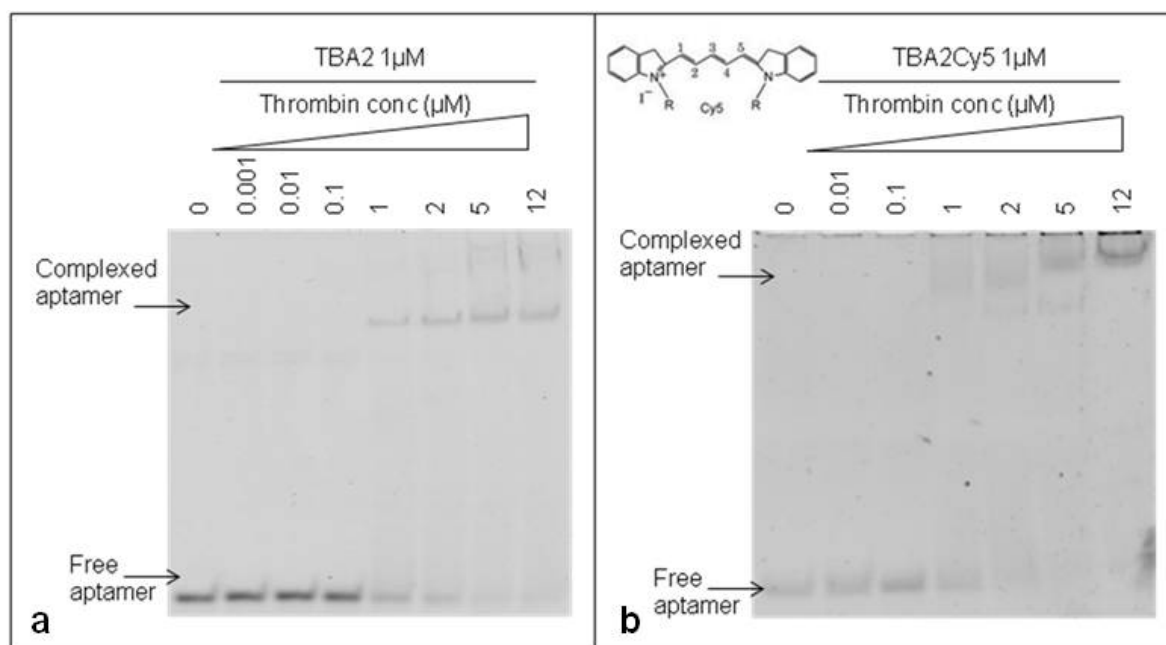 TBA2 1µM
Thrombin conc (µM)
0 0.001 0.01 0.1 1 2 5 12
Complexed
aptamer
Free
aptamer
a
1 3 5
2 4
N+ N
I− R Cy5 R
TBA2Cy5 1µM
Thrombin conc (µM)
0 0.01 0.1 1 2 5 12
Complexed
aptamer
Free
aptamer
b